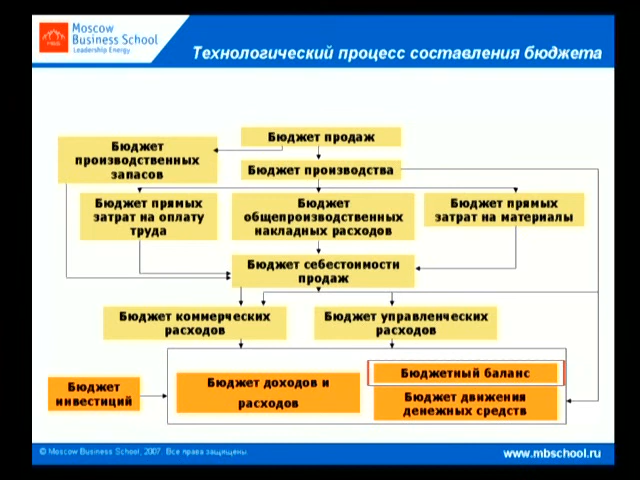 Moscow
Business School
Leadership Energy
Технологический процесс составления бюджета
Бюджет
производственных
запасов
Бюджет продаж
Бюджет производства
Бюджет прямых
затрат на оплату
труда
Бюджет
общепроизводственных
накладных расходов
Бюджет прямых
затрат на материалы
Бюджет себестоимости
продаж
Бюджет коммерческих
расходов
Бюджет управленческих
расходов
Бюджет
инвестиций
Бюджет доходов и
расходов
Бюджетный баланс
Бюджет движения
денежных средств
© Moscow Business School, 2007. Все права защищены.
www.mbschool.ru